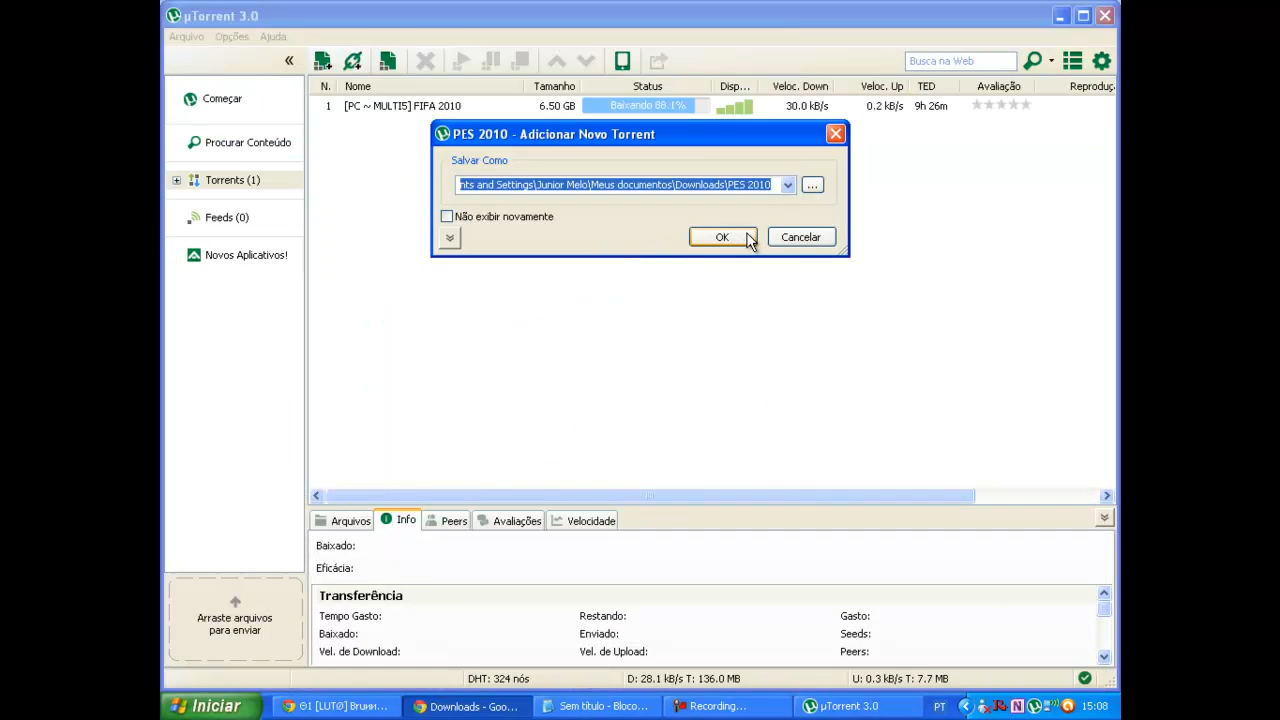 µTorrent 3.0
Arquivo Opções Ajuda
Busca na Web
Começar
Procurar Conteúdo
Torrents (1)
Feeds (0)
Novos Aplicativos!
N. Nome Tamanho Status Disp... Veloc. Down Veloc. Up TED Avaliação Reproduç
1 [PC ~ MULTI5] FIFA 2010 6.50 GB Baixando 88.1% 30.0 kB/s 0.2 kB/s 9h 26m
PES 2010 - Adicionar Novo Torrent
Salvar Como
nts and Settings\Junior Melo\Meus documentos\Downloads\PES 2010
...
Não exibir novamente
OK Cancelar
Arquivos Info Peers Avaliações Velocidade
Baixado:
Eficácia:
Transferência
Tempo Gasto: Restando: Gasto:
Baixado: Enviado: Seeds:
Vel. de Download: Vel. de Upload: Peers:
Arraste arquivos
para enviar
DHT: 324 nós D: 28.1 kB/s T: 136.0 MB U: 0.3 kB/s T: 7.7 MB
Iniciar Downloads - Goo... Sem título - Bloco... Recording... µTorrent 3.0 PT 15:08